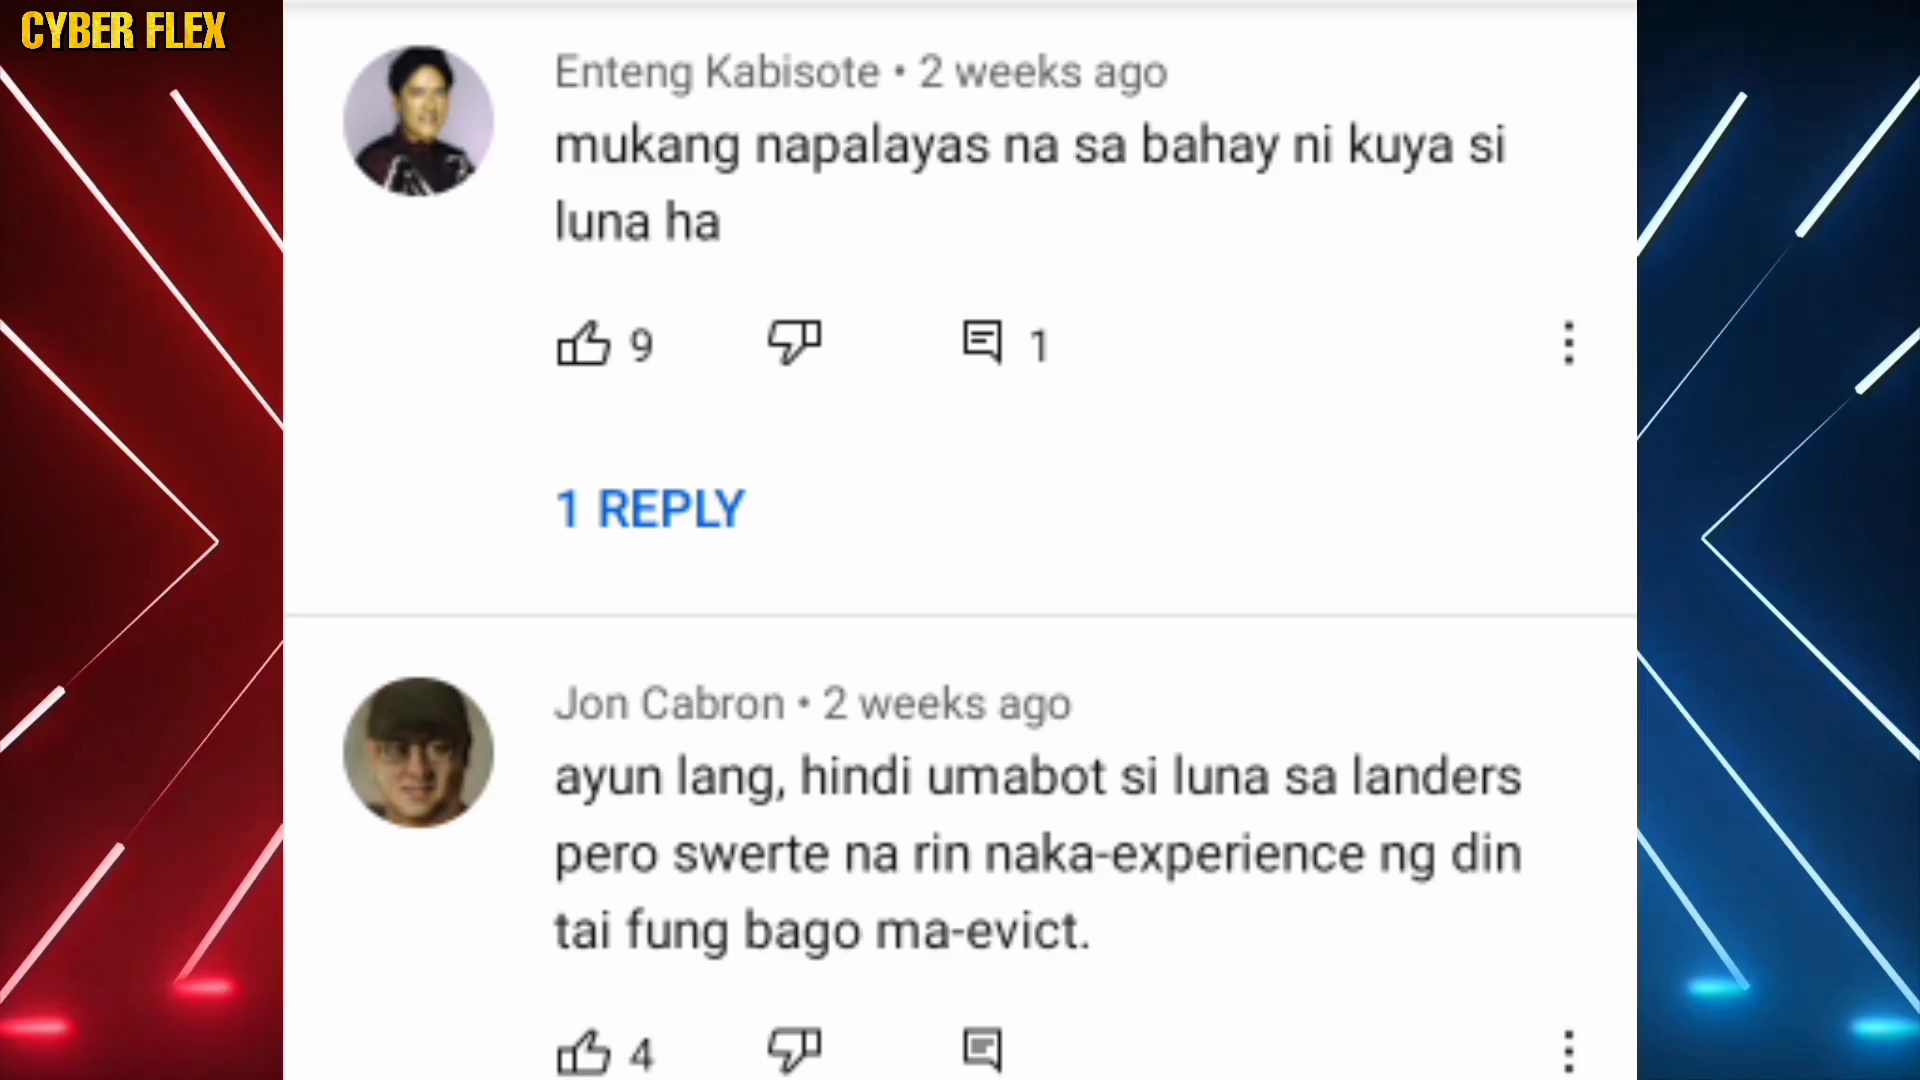 CYBER FLEX
Enteng Kabisote • 2 weeks ago
mukang napalayas na sa bahay ni kuya si
luna ha
9 1
1 REPLY
Jon Cabron • 2 weeks ago
ayun lang, hindi umabot si luna sa landers
pero swerte na rin naka-experience ng din
tai fung bago ma-evict.
4